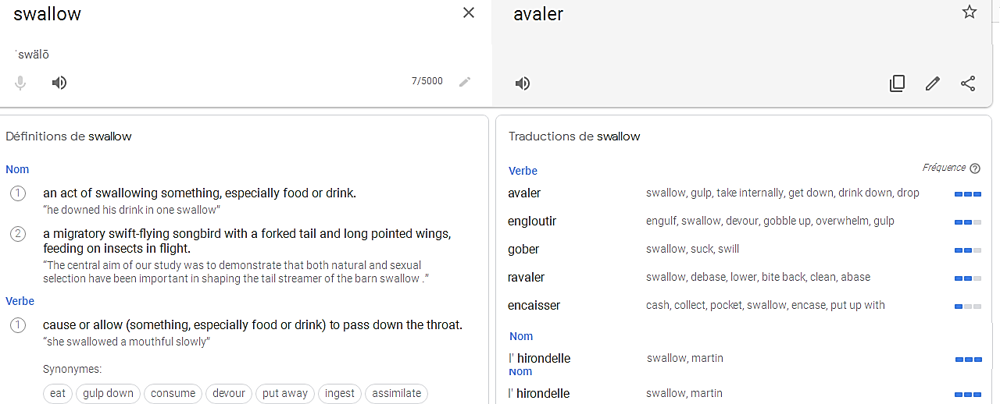 swallow
ˈswälō
7/5000
avaler
Définitions de swallow
Nom
1 an act of swallowing something, especially food or drink.
"he downed his drink in one swallow"
2 a migratory swift-flying songbird with a forked tail and long pointed wings,
feeding on insects in flight.
"The central aim of our study was to demonstrate that both natural and sexual
selection have been important in shaping the tail streamer of the barn swallow ."
Verbe
1 cause or allow (something, especially food or drink) to pass down the throat.
"she swallowed a mouthful slowly"
Synonymes:
eat gulp down consume devour put away ingest assimilate
Traductions de swallow
Verbe Fréquence ?
avaler swallow, gulp, take internally, get down, drink down, drop
engloutir engulf, swallow, devour, gobble up, overwhelm, gulp
gober swallow, suck, swill
ravaler swallow, debase, lower, bite back, clean, abase
encaisser cash, collect, pocket, swallow, encase, put up with
Nom
l' hirondelle swallow, martin
Nom
l' hirondelle swallow, martin